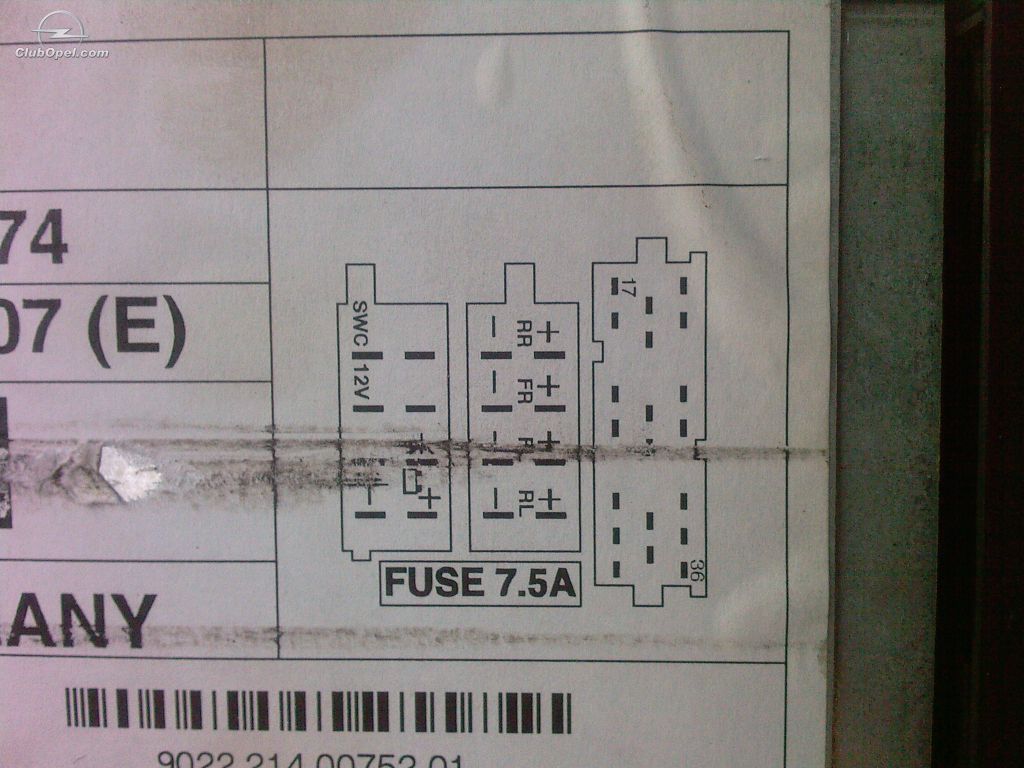 ClubOpel.com
74
07 (E)
SWC
12V
− RR +
− FR +
− +
− RL +
− +
17
36
FUSE 7.5A
ANY
9022 214 00752 01